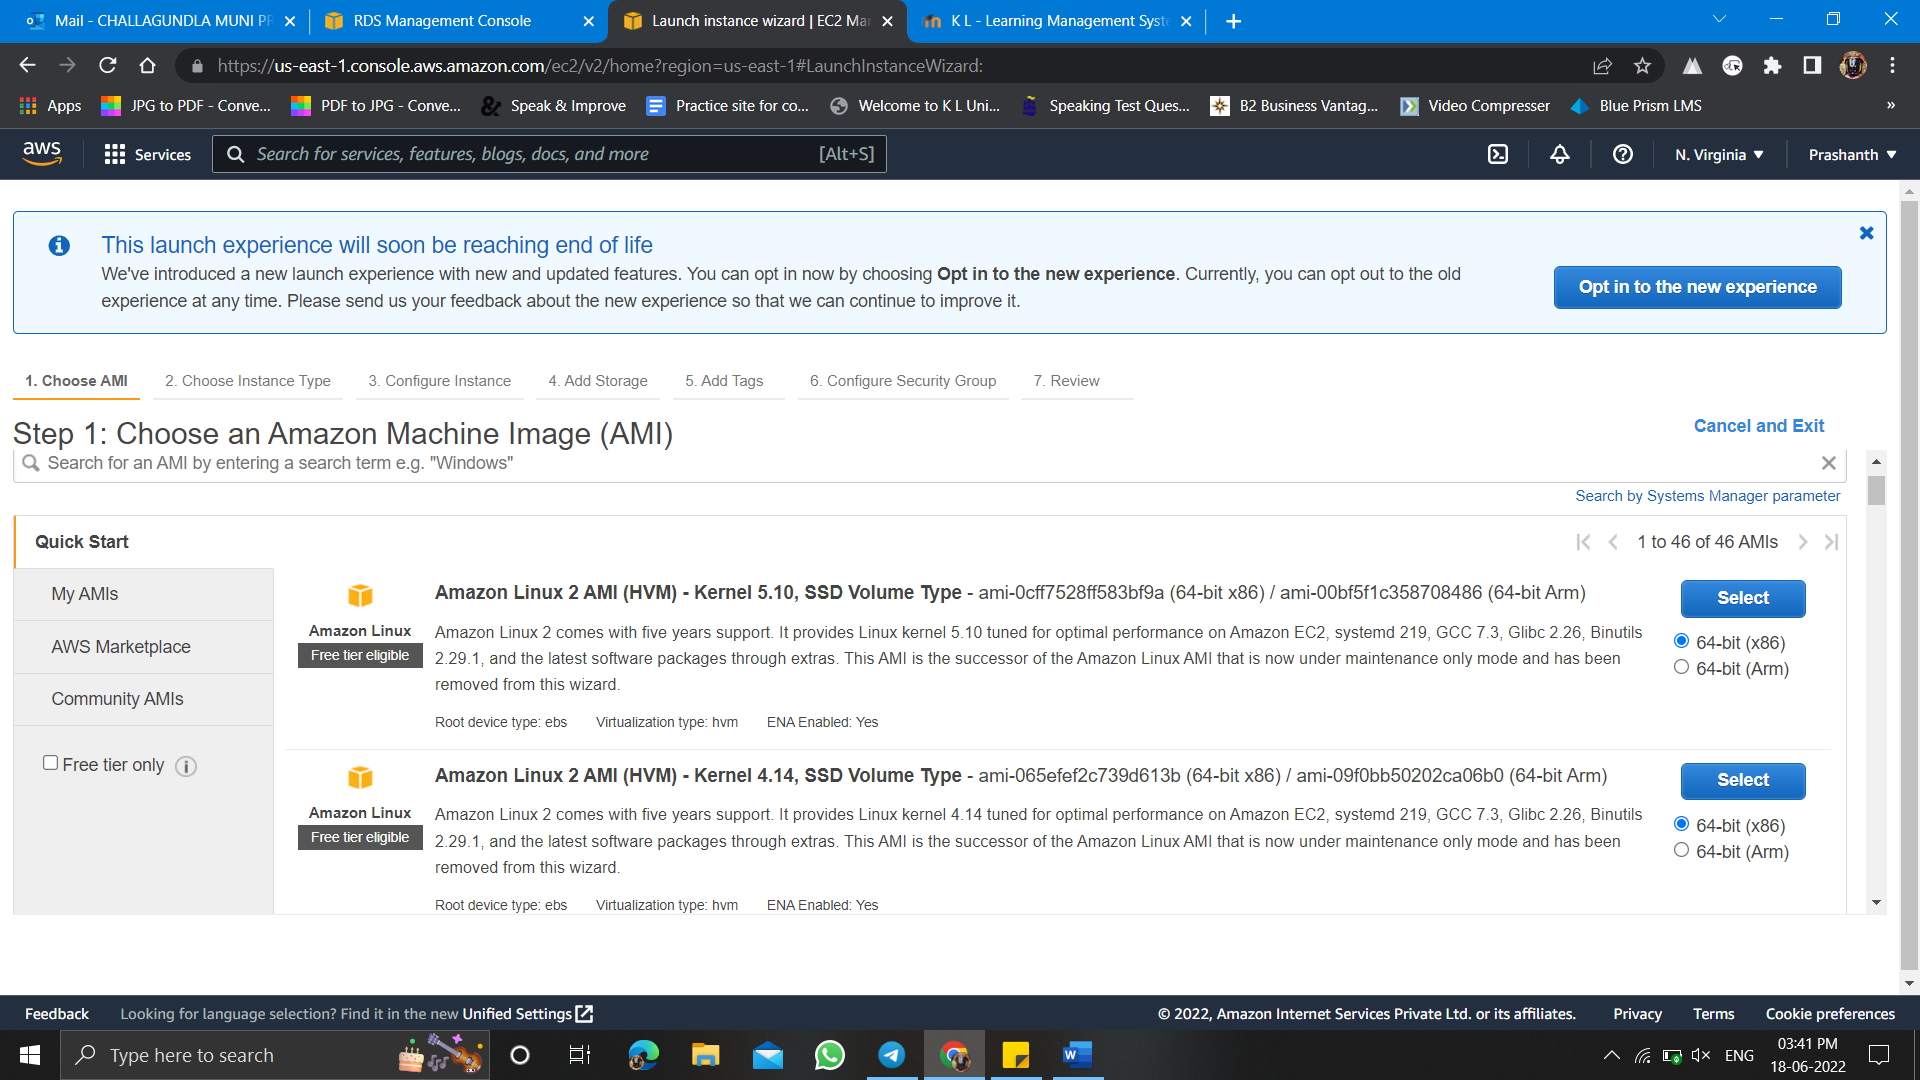 Mail - CHALLAGUNDLA MUNI PR
RDS Management Console
Launch instance wizard | EC2 Ma
K L - Learning Management Syst
https://us-east-1.console.aws.amazon.com/ec2/v2/home?region=us-east-1#LaunchInstanceWizard:
Apps
JPG to PDF - Conve...
PDF to JPG - Conve...
Speak & Improve
Practice site for co...
Welcome to K L Uni...
Speaking Test Ques...
B2 Business Vantag...
Video Compresser
Blue Prism LMS
»
aws
Services
Search for services, features, blogs, docs, and more
[Alt+S]
N. Virginia
Prashanth
This launch experience will soon be reaching end of life
We've introduced a new launch experience with new and updated features. You can opt in now by choosing Opt in to the new experience. Currently, you can opt out to the old
experience at any time. Please send us your feedback about the new experience so that we can continue to improve it.
Opt in to the new experience
1. Choose AMI
2. Choose Instance Type
3. Configure Instance
4. Add Storage
5. Add Tags
6. Configure Security Group
7. Review
Step 1: Choose an Amazon Machine Image (AMI)
Cancel and Exit
Search for an AMI by entering a search term e.g. "Windows"
Search by Systems Manager parameter
Quick Start
1 to 46 of 46 AMIs
My AMIs
AWS Marketplace
Community AMIs
Free tier only
Amazon Linux
Free tier eligible
Amazon Linux 2 AMI (HVM) - Kernel 5.10, SSD Volume Type - ami-0cff7528ff583bf9a (64-bit x86) / ami-00bf5f1c358708486 (64-bit Arm)
Amazon Linux 2 comes with five years support. It provides Linux kernel 5.10 tuned for optimal performance on Amazon EC2, systemd 219, GCC 7.3, Glibc 2.26, Binutils
2.29.1, and the latest software packages through extras. This AMI is the successor of the Amazon Linux AMI that is now under maintenance only mode and has been
removed from this wizard.
Root device type: ebs Virtualization type: hvm ENA Enabled: Yes
Select
64-bit (x86)
64-bit (Arm)
Amazon Linux
Free tier eligible
Amazon Linux 2 AMI (HVM) - Kernel 4.14, SSD Volume Type - ami-065efef2c739d613b (64-bit x86) / ami-09f0bb50202ca06b0 (64-bit Arm)
Amazon Linux 2 comes with five years support. It provides Linux kernel 4.14 tuned for optimal performance on Amazon EC2, systemd 219, GCC 7.3, Glibc 2.26, Binutils
2.29.1, and the latest software packages through extras. This AMI is the successor of the Amazon Linux AMI that is now under maintenance only mode and has been
removed from this wizard.
Root device type: ebs Virtualization type: hvm ENA Enabled: Yes
Select
64-bit (x86)
64-bit (Arm)
Feedback
Looking for language selection? Find it in the new Unified Settings
© 2022, Amazon Internet Services Private Ltd. or its affiliates.
Privacy
Terms
Cookie preferences
Type here to search
ENG
03:41 PM
18-06-2022